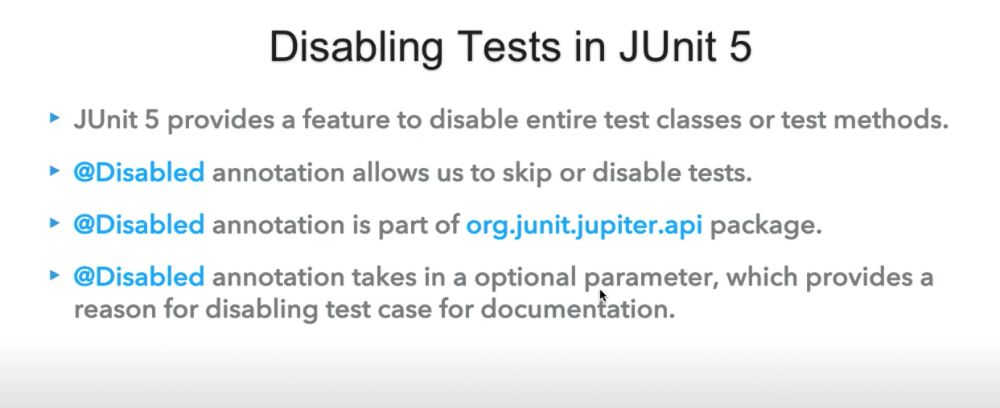 Disabling Tests in JUnit 5
JUnit 5 provides a feature to disable entire test classes or test methods.
@Disabled annotation allows us to skip or disable tests.
@Disabled annotation is part of org.junit.jupiter.api package.
@Disabled annotation takes in a optional parameter, which provides a
reason for disabling test case for documentation.